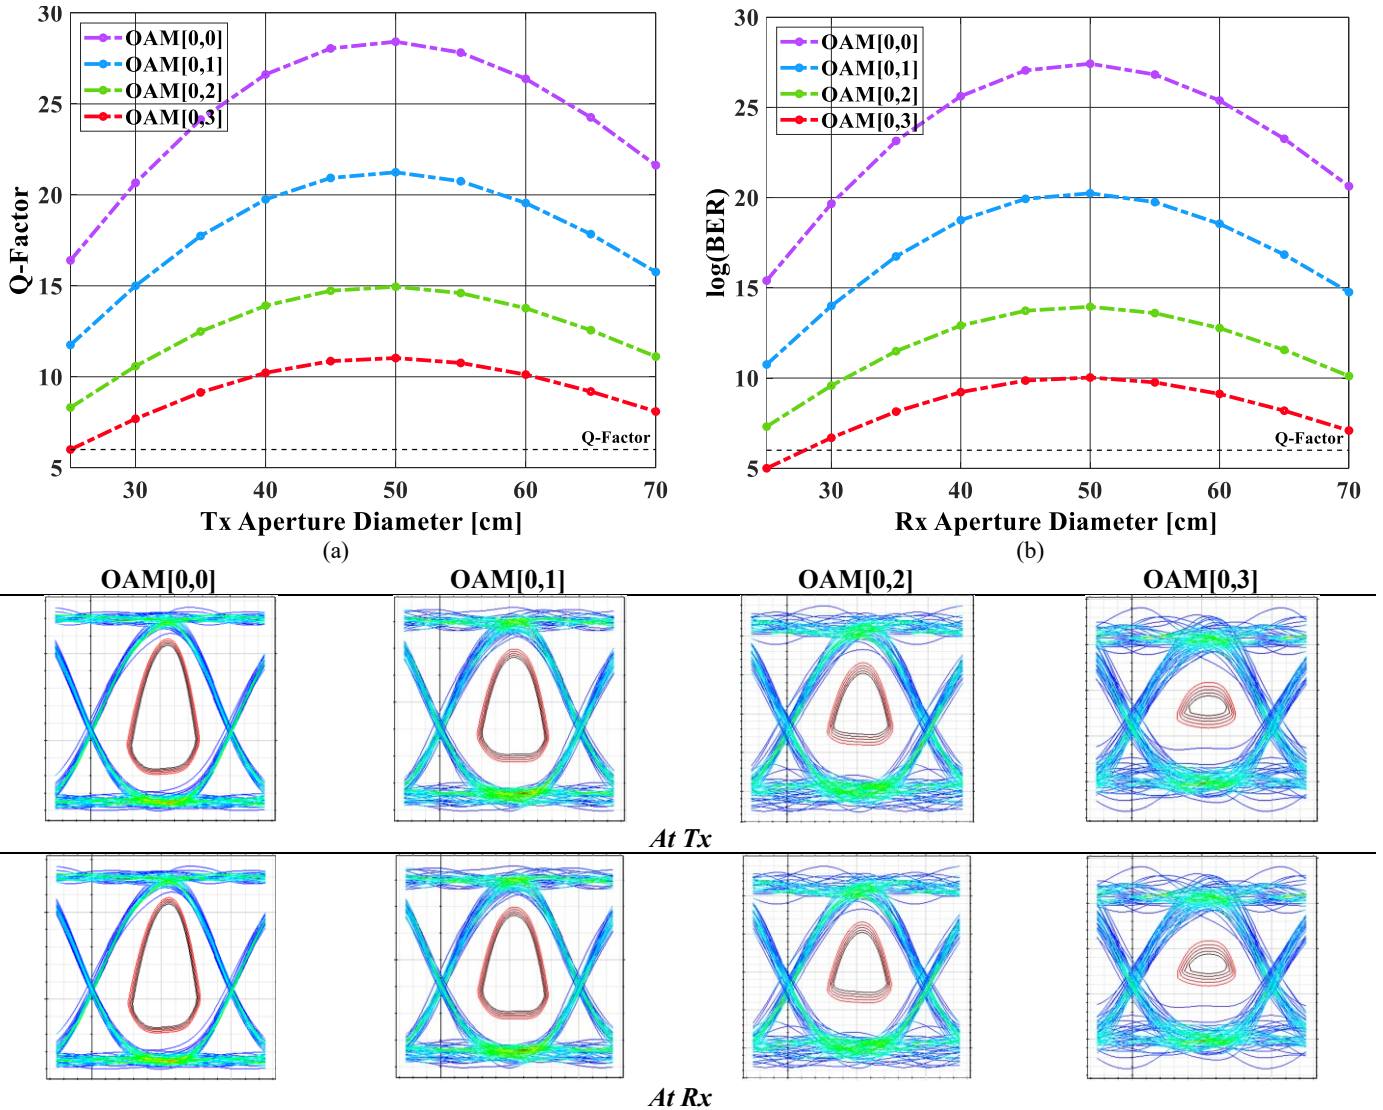 30
25
20
15
10
5
Q-Factor
OAM[0,0]
OAM[0,1]
OAM[0,2]
OAM[0,3]
Q-Factor
30 40 50 60 70
Tx Aperture Diameter [cm]
(a)
30
25
20
15
10
5
log(BER)
OAM[0,0]
OAM[0,1]
OAM[0,2]
OAM[0,3]
Q-Factor
30 40 50 60 70
Rx Aperture Diameter [cm]
(b)
OAM[0,0] OAM[0,1] OAM[0,2] OAM[0,3]
At Tx
At Rx